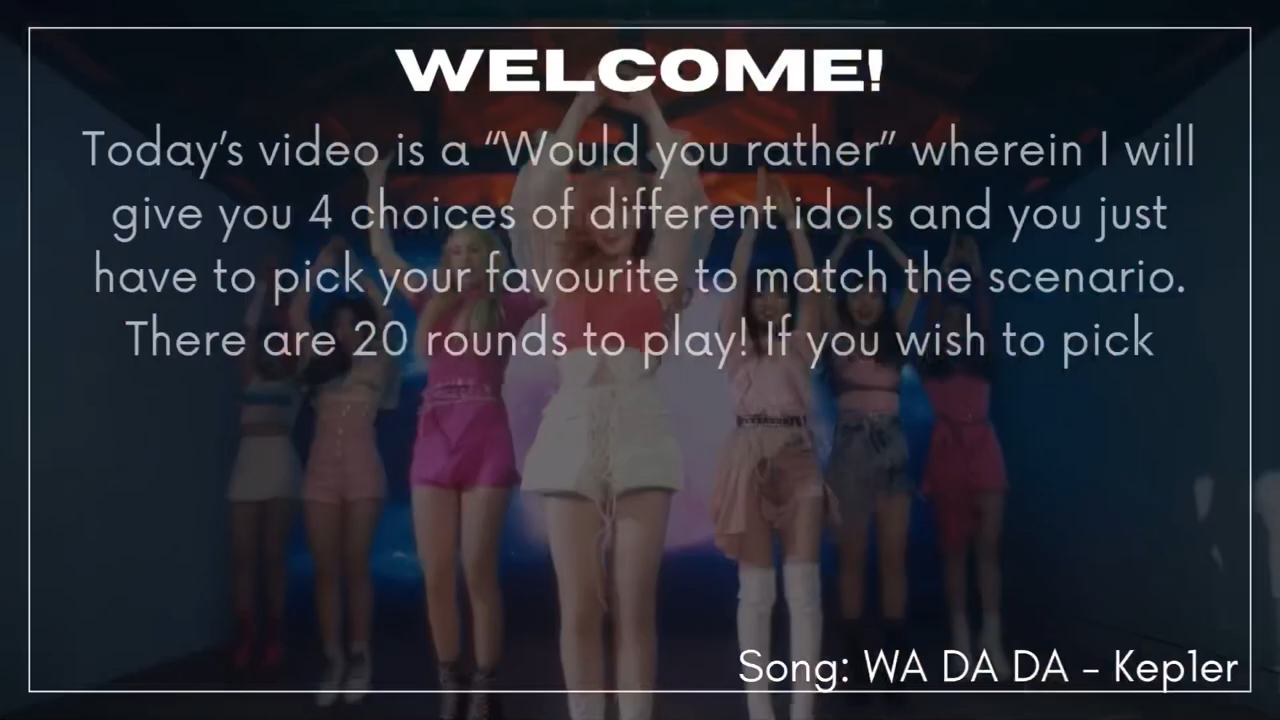 WELCOME!
Today's video is a “Would you rather” wherein I will
give you 4 choices of different idols and you just
have to pick your favourite to match the scenario.
There are 20 rounds to play! If you wish to pick
Song: WA DA DA - Kep1er